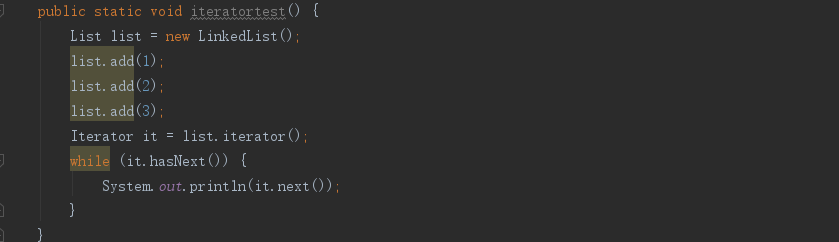 public static void iteratortest() {
    List list = new LinkedList();
    list.add(1);
    list.add(2);
    list.add(3);
    Iterator it = list.iterator();
    while (it.hasNext()) {
        System.out.println(it.next());
    }
}